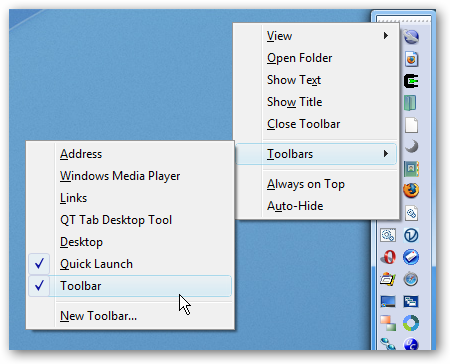 View
Open Folder
Show Text
Show Title
Close Toolbar
Toolbars
Always on Top
Auto-Hide
Address
Windows Media Player
Links
QT Tab Desktop Tool
Desktop
Quick Launch
Toolbar
New Toolbar...